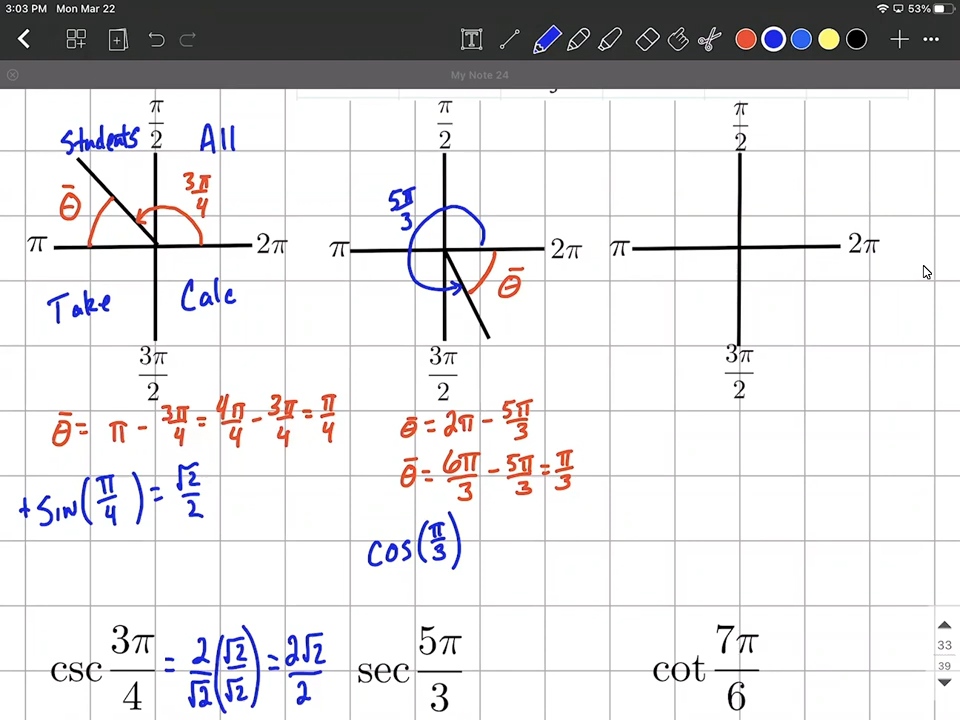 3:03 PM Mon Mar 22
53%
My Note 24
π/2
Students
All
θ̄
3π/4
π
2π
Take
Calc
3π/2
θ̄ = π - 3π/4 = 4π/4 - 3π/4 = π/4
+ sin(π/4) = √2/2
csc 3π/4 = 2/√2 (√2/√2) = 2√2/2
π/2
5π/3
π
2π
θ̄
3π/2
θ̄ = 2π - 5π/3
θ̄ = 6π/3 - 5π/3 = π/3
cos(π/3)
sec 5π/3
π/2
π
2π
3π/2
cot 7π/6
33
39